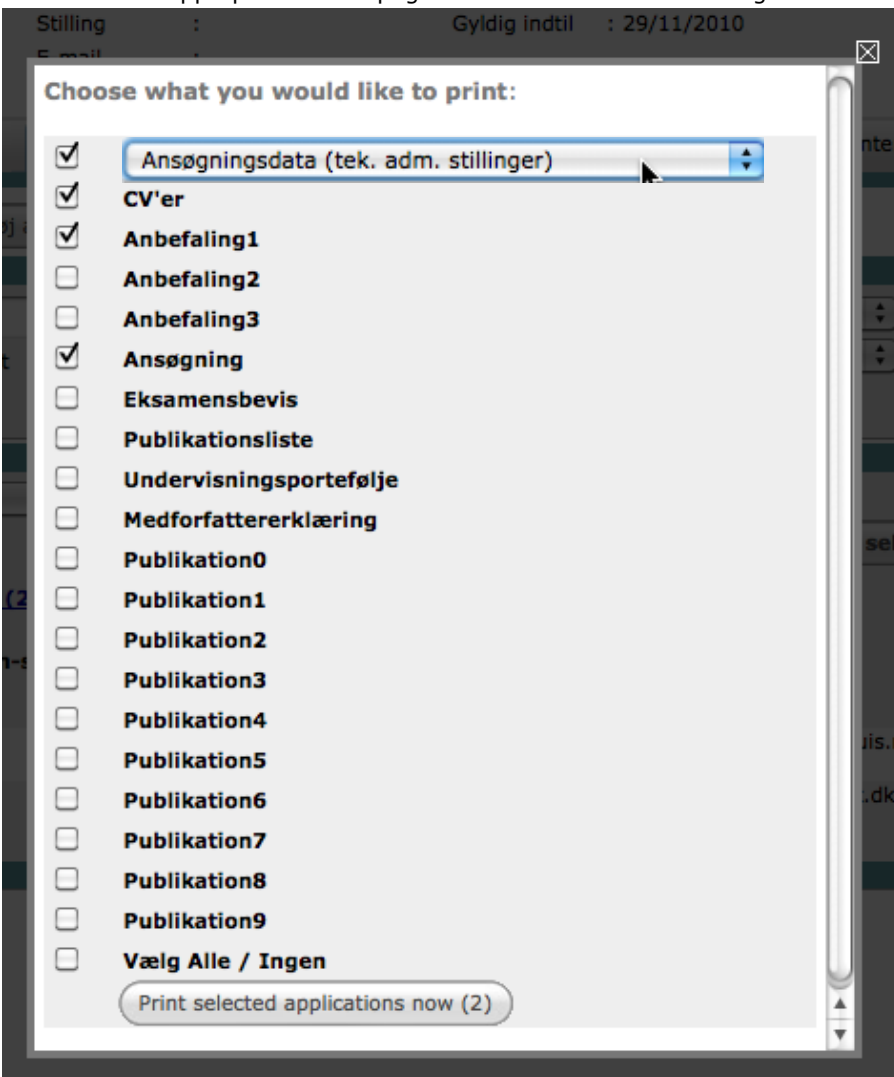 Stilling : Gyldig indtil : 29/11/2010
E-mail :
Choose what you would like to print:
Ansøgningsdata (tek. adm. stillinger)
CV'er
Anbefaling1
Anbefaling2
Anbefaling3
Ansøgning
Eksamensbevis
Publikationsliste
Undervisningsportefølje
Medforfattererklæring
Publikation0
Publikation1
Publikation2
Publikation3
Publikation4
Publikation5
Publikation6
Publikation7
Publikation8
Publikation9
Vælg Alle / Ingen
Print selected applications now (2)